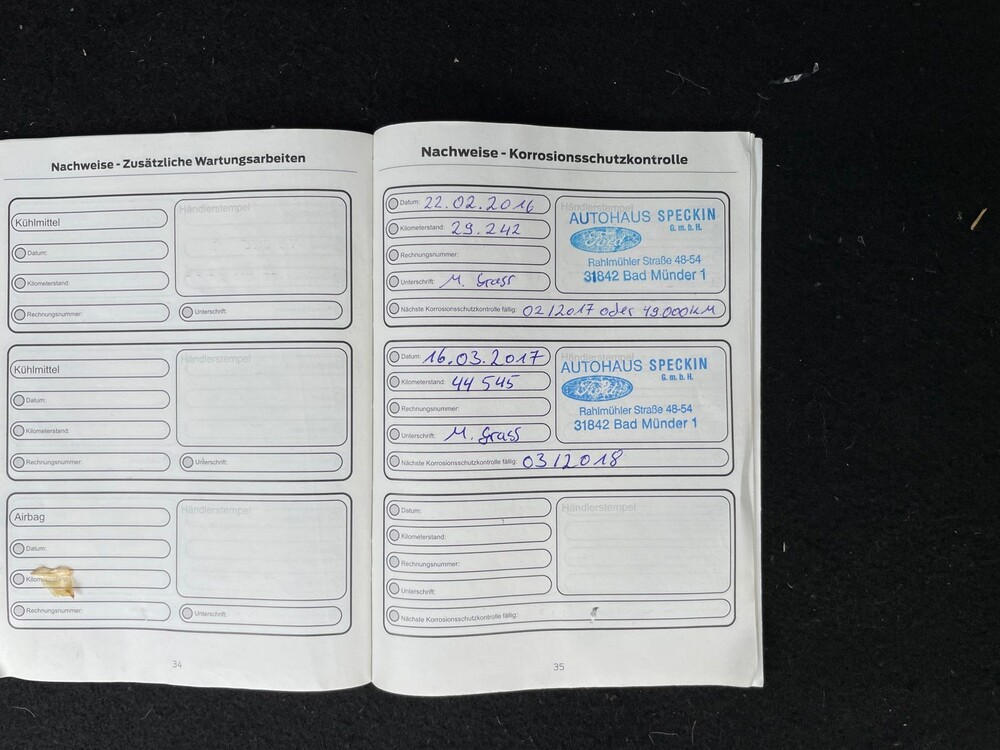 Nachweise - Zusätzliche Wartungsarbeiten
Kühlmittel
Händlerstempel
Datum:
Kilometerstand:
Rechnungsnummer:
Unterschrift:
Kühlmittel
Händlerstempel
Datum:
Kilometerstand:
Rechnungsnummer:
Unterschrift:
Airbag
Händlerstempel
Datum:
Kilom
Rechnungsnummer:
Unterschrift:
34
Nachweise - Korrosionsschutzkontrolle
Datum: 22.02.2016
Kilometerstand: 29.242
Rechnungsnummer:
Unterschrift: M. Grass
Händlerstempel
AUTOHAUS SPECKIN
G. m. b. H.
Ford
Rahlmühler Straße 48-54
31842 Bad Münder 1
Nächste Korrosionsschutzkontrolle fällig: 02/2017 oder 49.000KM
Datum: 16.03.2017
Kilometerstand: 44 545
Rechnungsnummer:
Unterschrift: M. Grass
Händlerstempel
AUTOHAUS SPECKIN
G. m. b. H.
Ford
Rahlmühler Straße 48-54
31842 Bad Münder 1
Nächste Korrosionsschutzkontrolle fällig: 03/2018
Datum:
Kilometerstand:
Rechnungsnummer:
Unterschrift:
Händlerstempel
Nächste Korrosionsschutzkontrolle fällig:
35